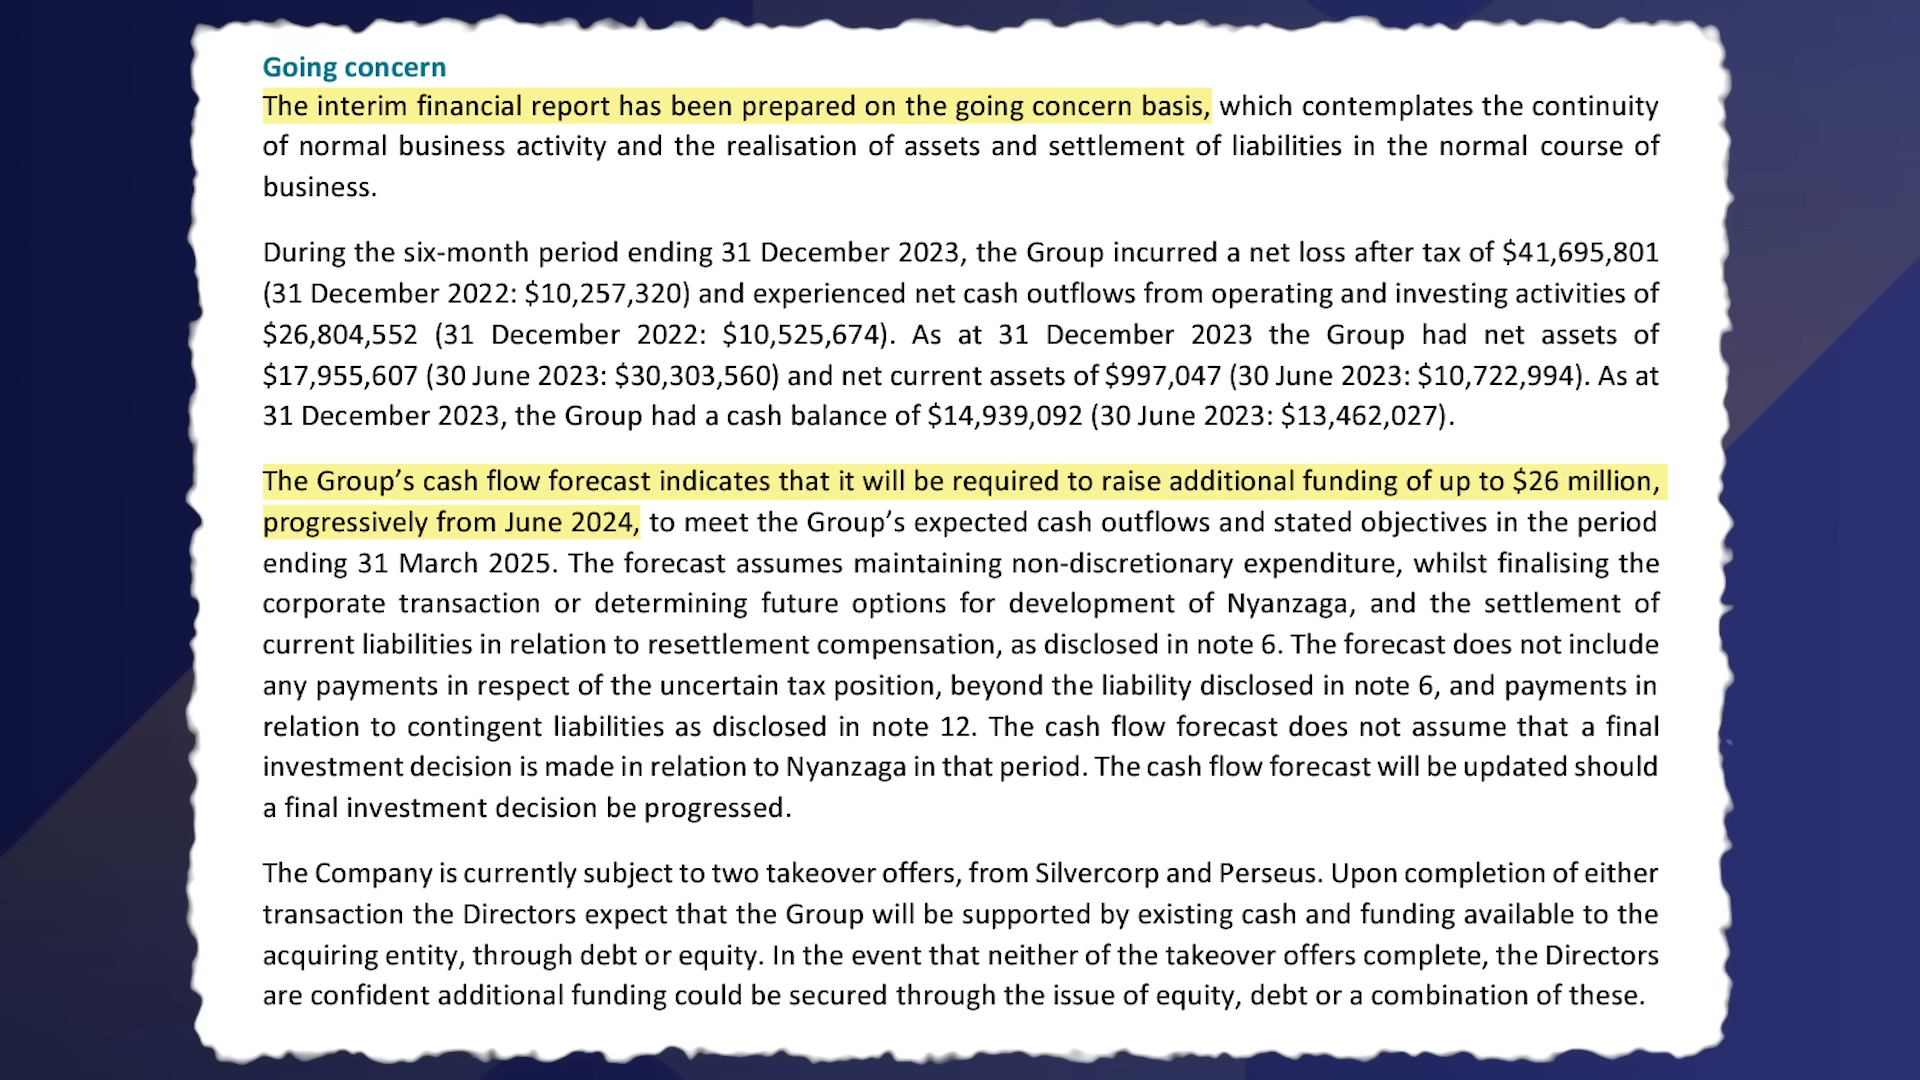 Going concern
The interim financial report has been prepared on the going concern basis, which contemplates the continuity
of normal business activity and the realisation of assets and settlement of liabilities in the normal course of
business.
During the six-month period ending 31 December 2023, the Group incurred a net loss after tax of $41,695,801
(31 December 2022: $10,257,320) and experienced net cash outflows from operating and investing activities of
$26,804,552 (31 December 2022: $10,525,674). As at 31 December 2023 the Group had net assets of
$17,955,607 (30 June 2023: $30,303,560) and net current assets of $997,047 (30 June 2023: $10,722,994). As at
31 December 2023, the Group had a cash balance of $14,939,092 (30 June 2023: $13,462,027).
The Group’s cash flow forecast indicates that it will be required to raise additional funding of up to $26 million,
progressively from June 2024, to meet the Group’s expected cash outflows and stated objectives in the period
ending 31 March 2025. The forecast assumes maintaining non-discretionary expenditure, whilst finalising the
corporate transaction or determining future options for development of Nyanzaga, and the settlement of
current liabilities in relation to resettlement compensation, as disclosed in note 6. The forecast does not include
any payments in respect of the uncertain tax position, beyond the liability disclosed in note 6, and payments in
relation to contingent liabilities as disclosed in note 12. The cash flow forecast does not assume that a final
investment decision is made in relation to Nyanzaga in that period. The cash flow forecast will be updated should
a final investment decision be progressed.
The Company is currently subject to two takeover offers, from Silvercorp and Perseus. Upon completion of either
transaction the Directors expect that the Group will be supported by existing cash and funding available to the
acquiring entity, through debt or equity. In the event that neither of the takeover offers complete, the Directors
are confident additional funding could be secured through the issue of equity, debt or a combination of these.